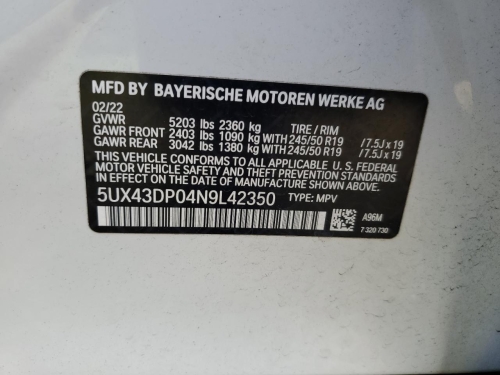 MFD BY BAYERISCHE MOTOREN WERKE AG
02/22
GVWR 5203 lbs 2360 kg TIRE / RIM
GAWR FRONT 2403 lbs 1090 kg WITH 245/50 R19 / 7.5J x 19
GAWR REAR 3042 lbs 1380 kg WITH 245/50 R19 / 7.5J x 19
THIS VEHICLE CONFORMS TO ALL APPLICABLE U. S. FEDERAL
MOTOR VEHICLE SAFETY, BUMPER, AND THEFT PREVENTION
STANDARDS IN EFFECT ON THE DATE OF MANUFACTURE SHOWN ABOVE.
5UX43DP04N9L42350 TYPE: MPV
A96M
7 320 730